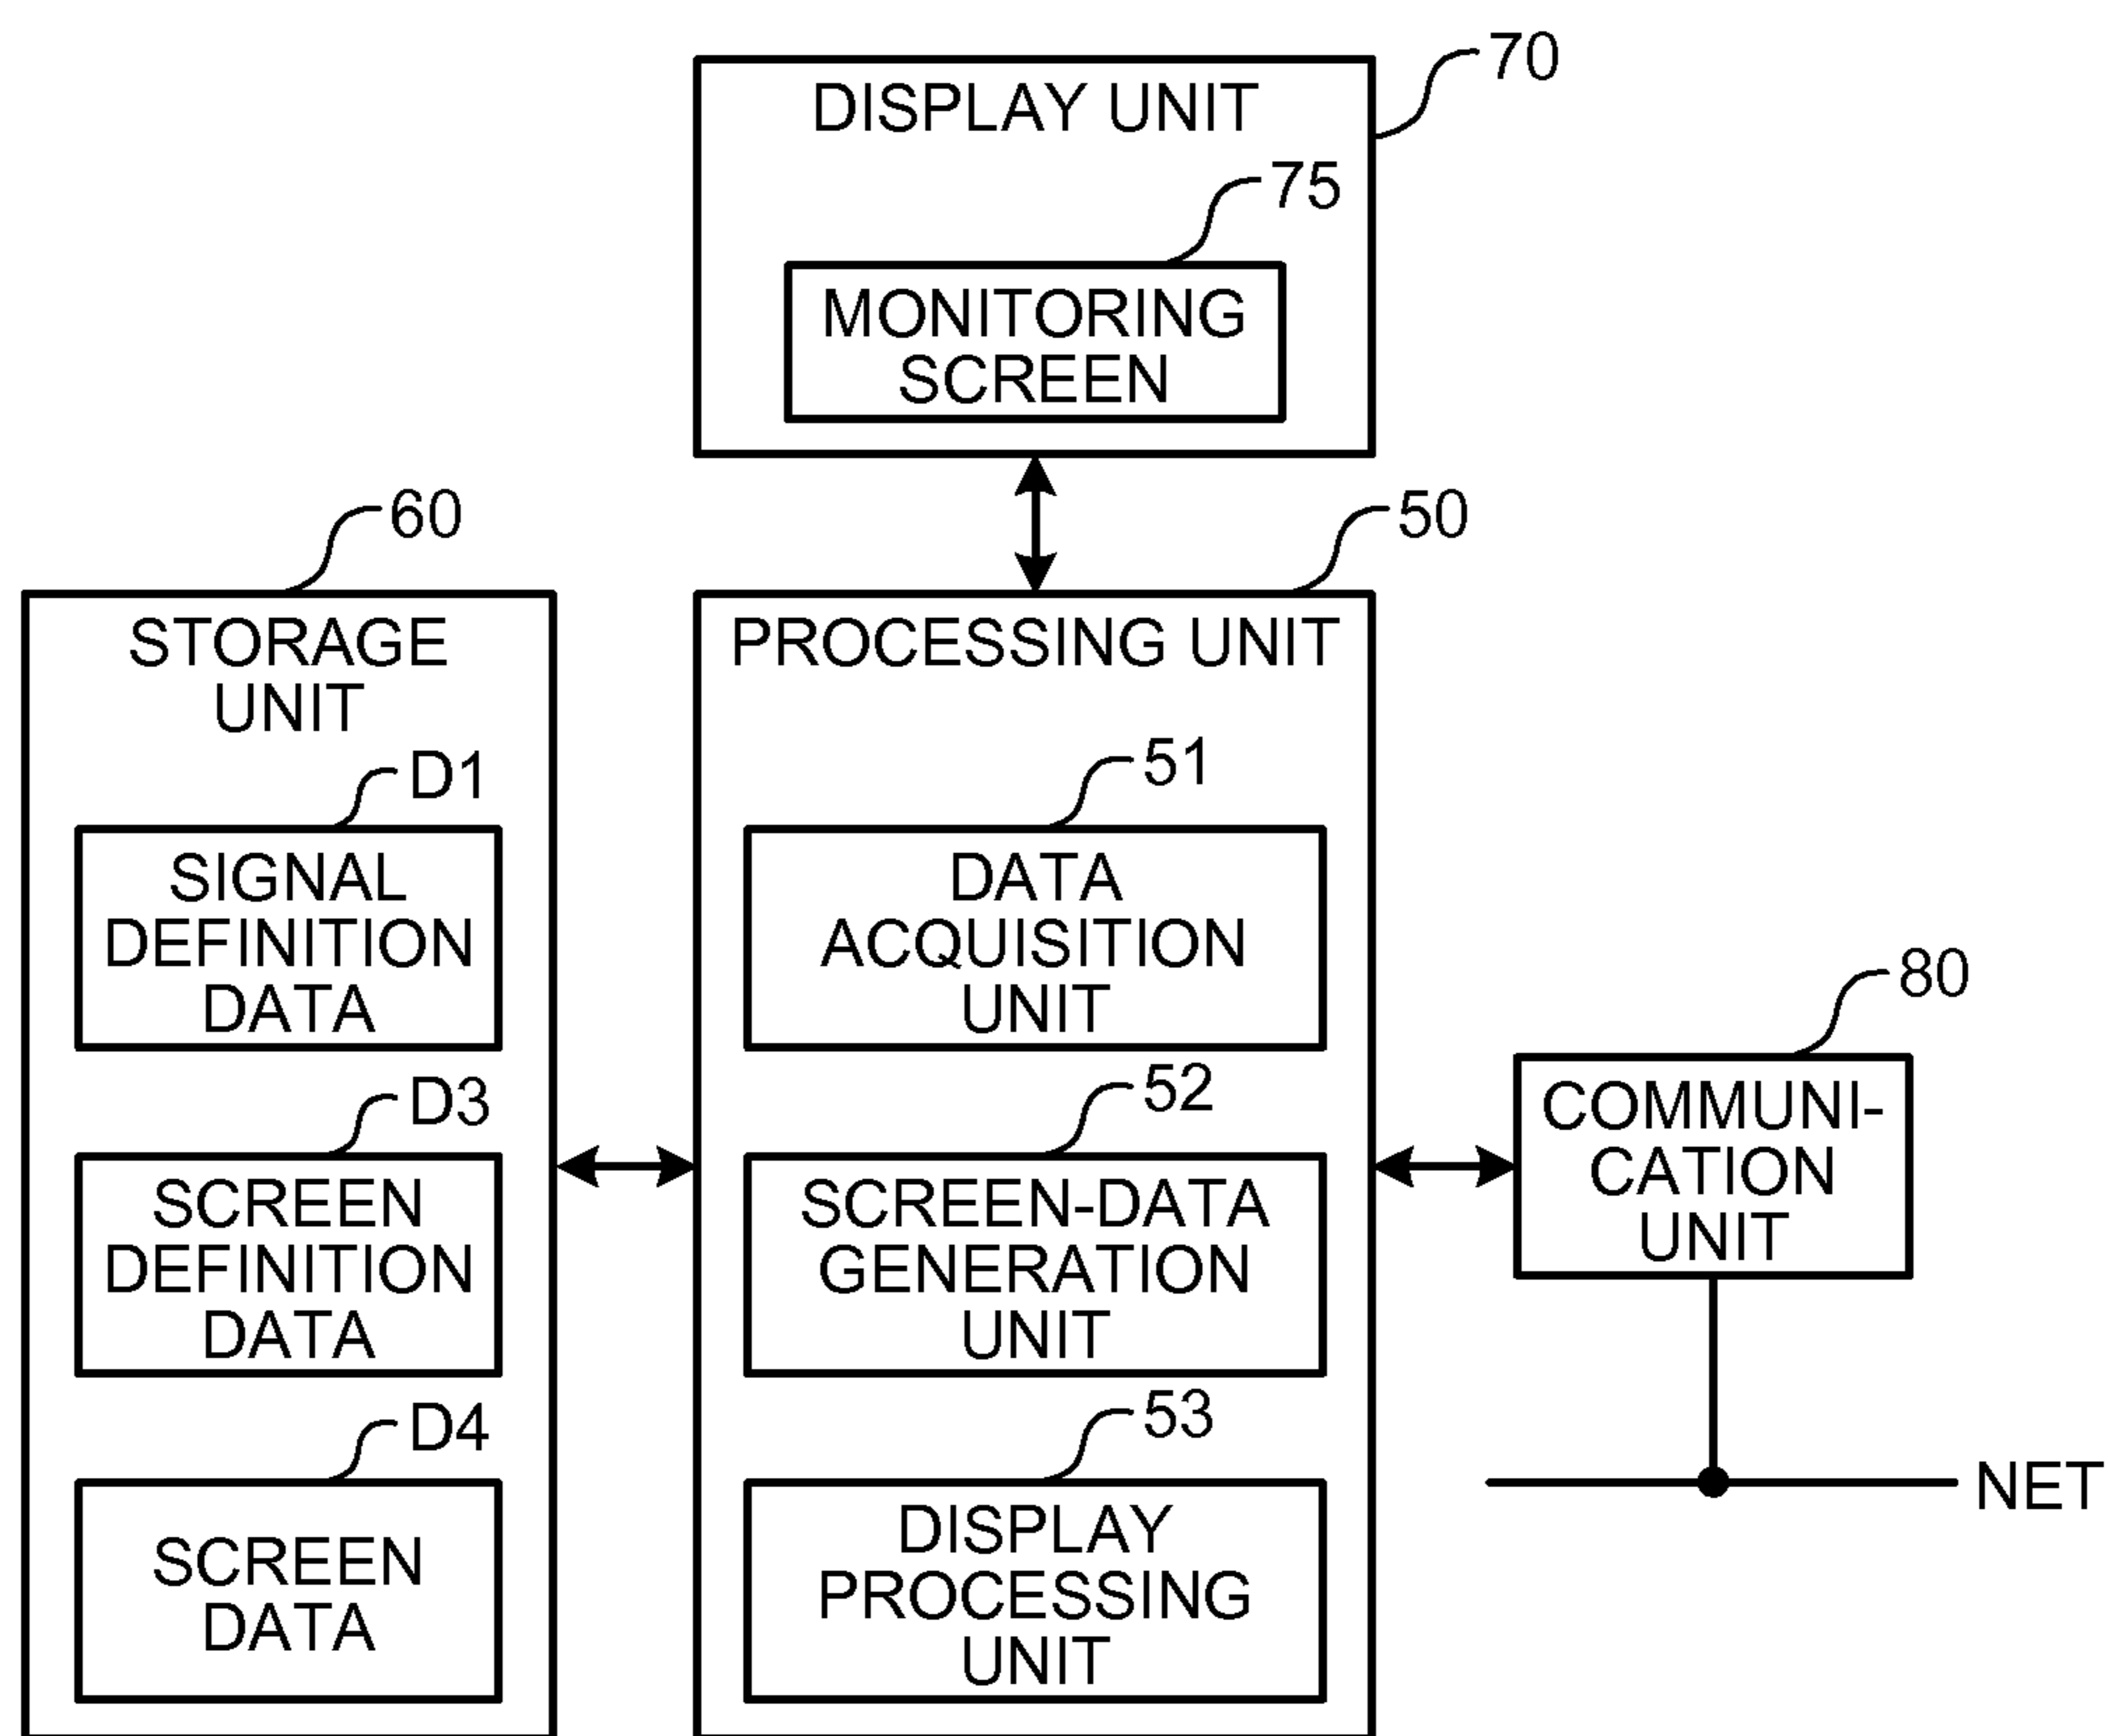 70
DISPLAY UNIT
75
MONITORING
SCREEN
60
STORAGE
UNIT
D1
SIGNAL
DEFINITION
DATA
D3
SCREEN
DEFINITION
DATA
D4
SCREEN
DATA
50
PROCESSING UNIT
51
DATA
ACQUISITION
UNIT
52
SCREEN-DATA
GENERATION
UNIT
53
DISPLAY
PROCESSING
UNIT
80
COMMUNI-
CATION
UNIT
NET